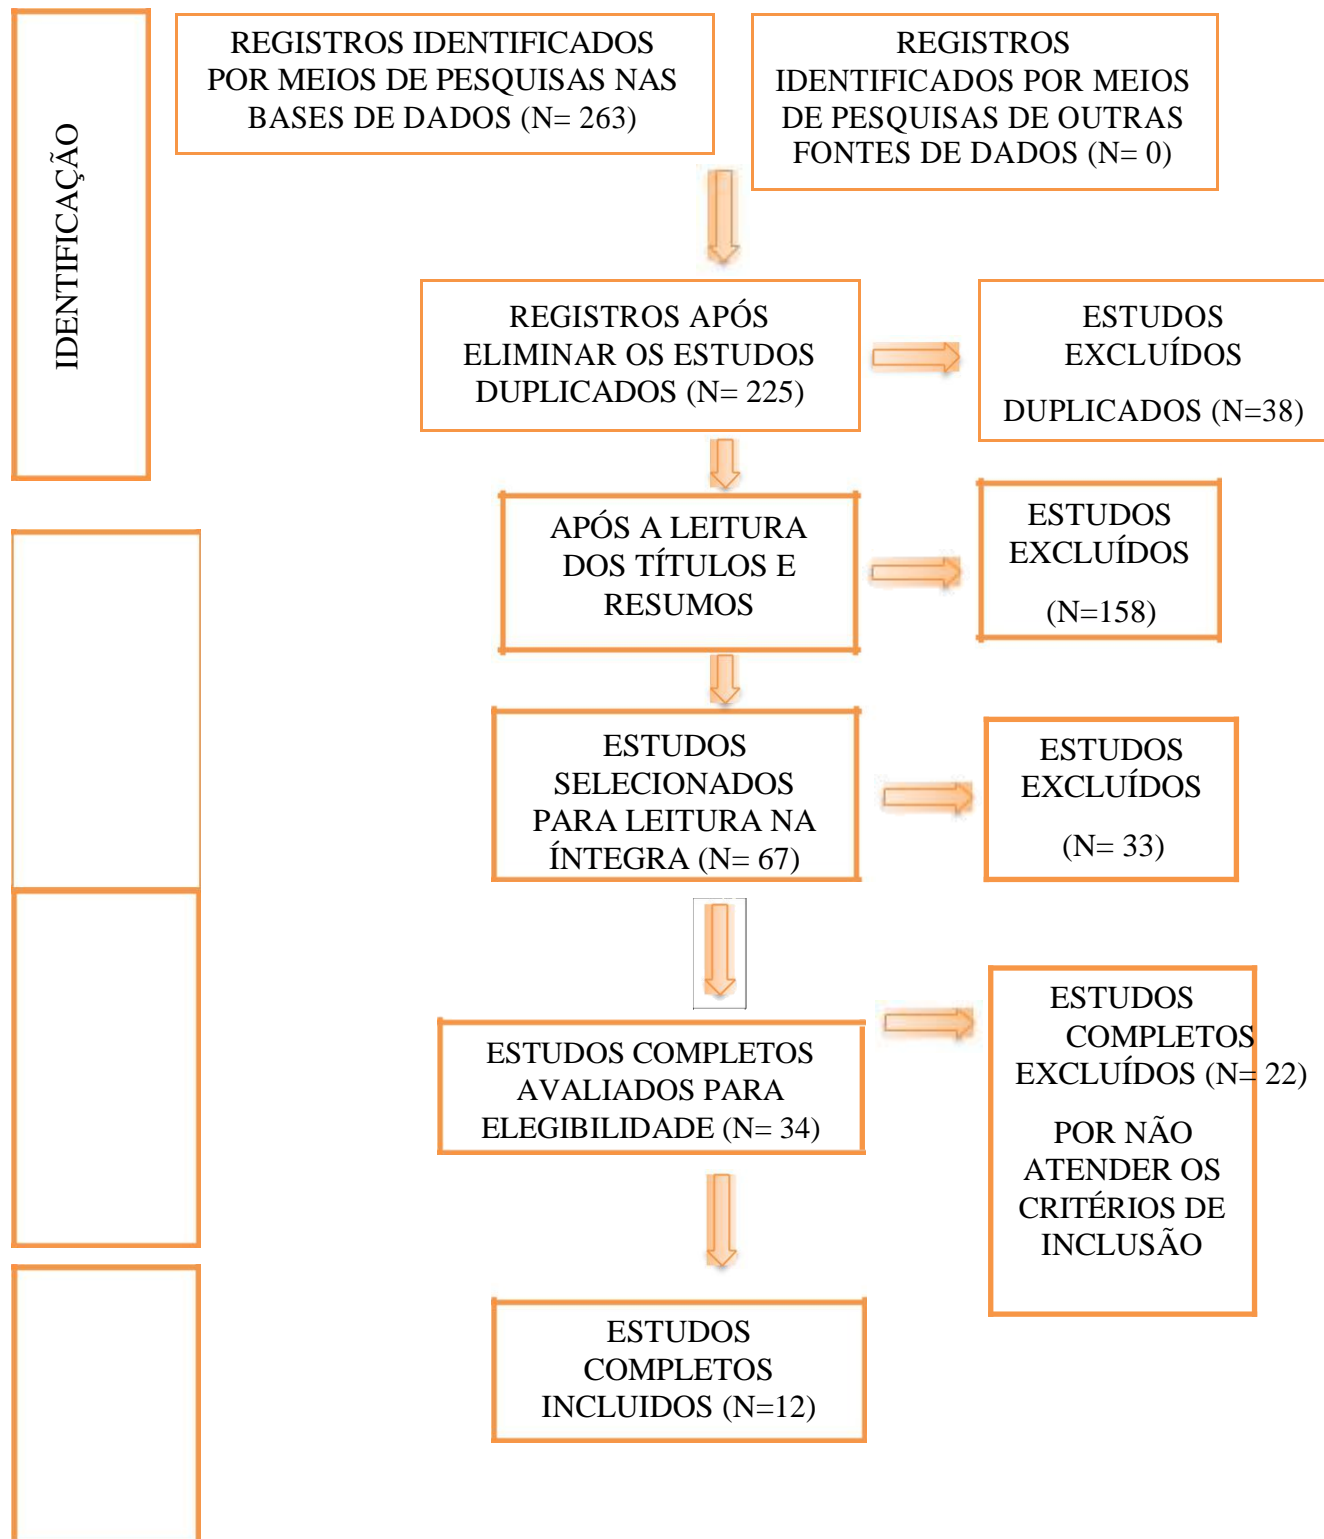 IDENTIFICAÇÃO
REGISTROS IDENTIFICADOS
POR MEIOS DE PESQUISAS NAS
BASES DE DADOS (N= 263)
REGISTROS
IDENTIFICADOS POR MEIOS
DE PESQUISAS DE OUTRAS
FONTES DE DADOS (N= 0)
REGISTROS APÓS
ELIMINAR OS ESTUDOS
DUPLICADOS (N= 225)
ESTUDOS
EXCLUÍDOS
DUPLICADOS (N=38)
APÓS A LEITURA
DOS TÍTULOS E
RESUMOS
ESTUDOS
EXCLUÍDOS
(N=158)
ESTUDOS
SELECIONADOS
PARA LEITURA NA
ÍNTEGRA (N= 67)
ESTUDOS
EXCLUÍDOS
(N= 33)
ESTUDOS COMPLETOS
AVALIADOS PARA
ELEGIBILIDADE (N= 34)
ESTUDOS
COMPLETOS
EXCLUÍDOS (N= 22)
POR NÃO
ATENDER OS
CRITÉRIOS DE
INCLUSÃO
ESTUDOS
COMPLETOS
INCLUIDOS (N=12)